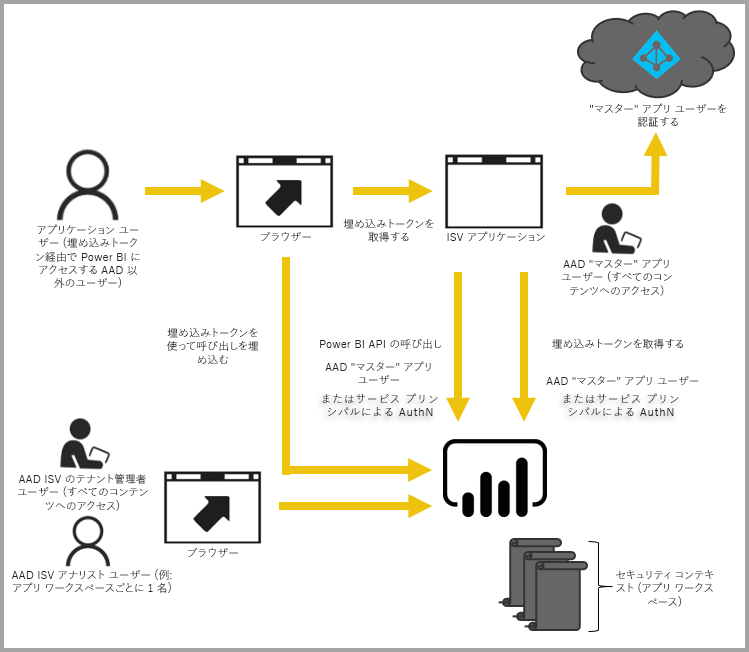 "マスター" アプリ ユーザーを
認証する
アプリケーション ユー
ザー (埋め込みトーク
ン経由で Power BI に
アクセスする AAD 以
外のユーザー)
ブラウザー
埋め込みトークンを
取得する
ISV アプリケーション
AAD "マスター" アプリ
ユーザー (すべてのコン
テンツへのアクセス)
埋め込みトークンを
使って呼び出しを埋
め込む
Power BI API の呼び出し
AAD "マスター" アプリ
ユーザー
またはサービス プリン
シパルによる AuthN
埋め込みトークンを取得する
AAD "マスター" アプリ ユーザー
またはサービス プリン
シパルによる AuthN
AAD ISV のテナント管理者
ユーザー (すべてのコンテン
ツへのアクセス)
ブラウザー
AAD ISV アナリスト ユーザー (例:
アプリ ワークスペースごとに 1 名)
セキュリティ コンテキ
スト (アプリ ワークス
ペース)